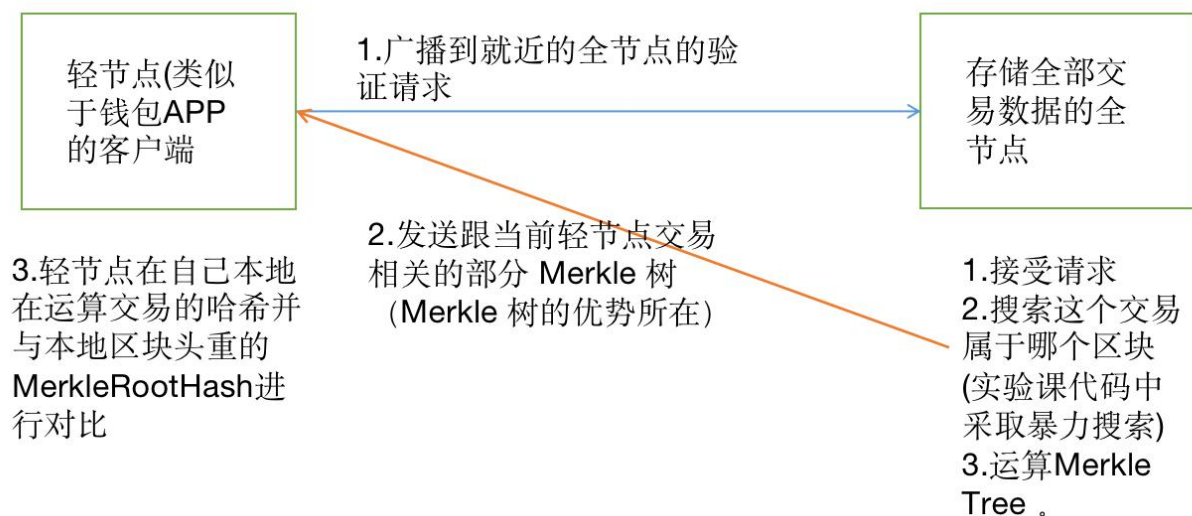 轻节点(类似
于钱包APP
的客户端
1.广播到就近的全节点的验
证请求
存储全部交
易数据的全
节点
2.发送跟当前轻节点交易
相关的部分 Merkle 树
（Merkle 树的优势所在）
3.轻节点在自己本地
在运算交易的哈希并
与本地区块头重的
MerkleRootHash进
行对比
1.接受请求
2.搜索这个交易
属于哪个区块
(实验课代码中
采取暴力搜索)
3.运算Merkle
Tree 。